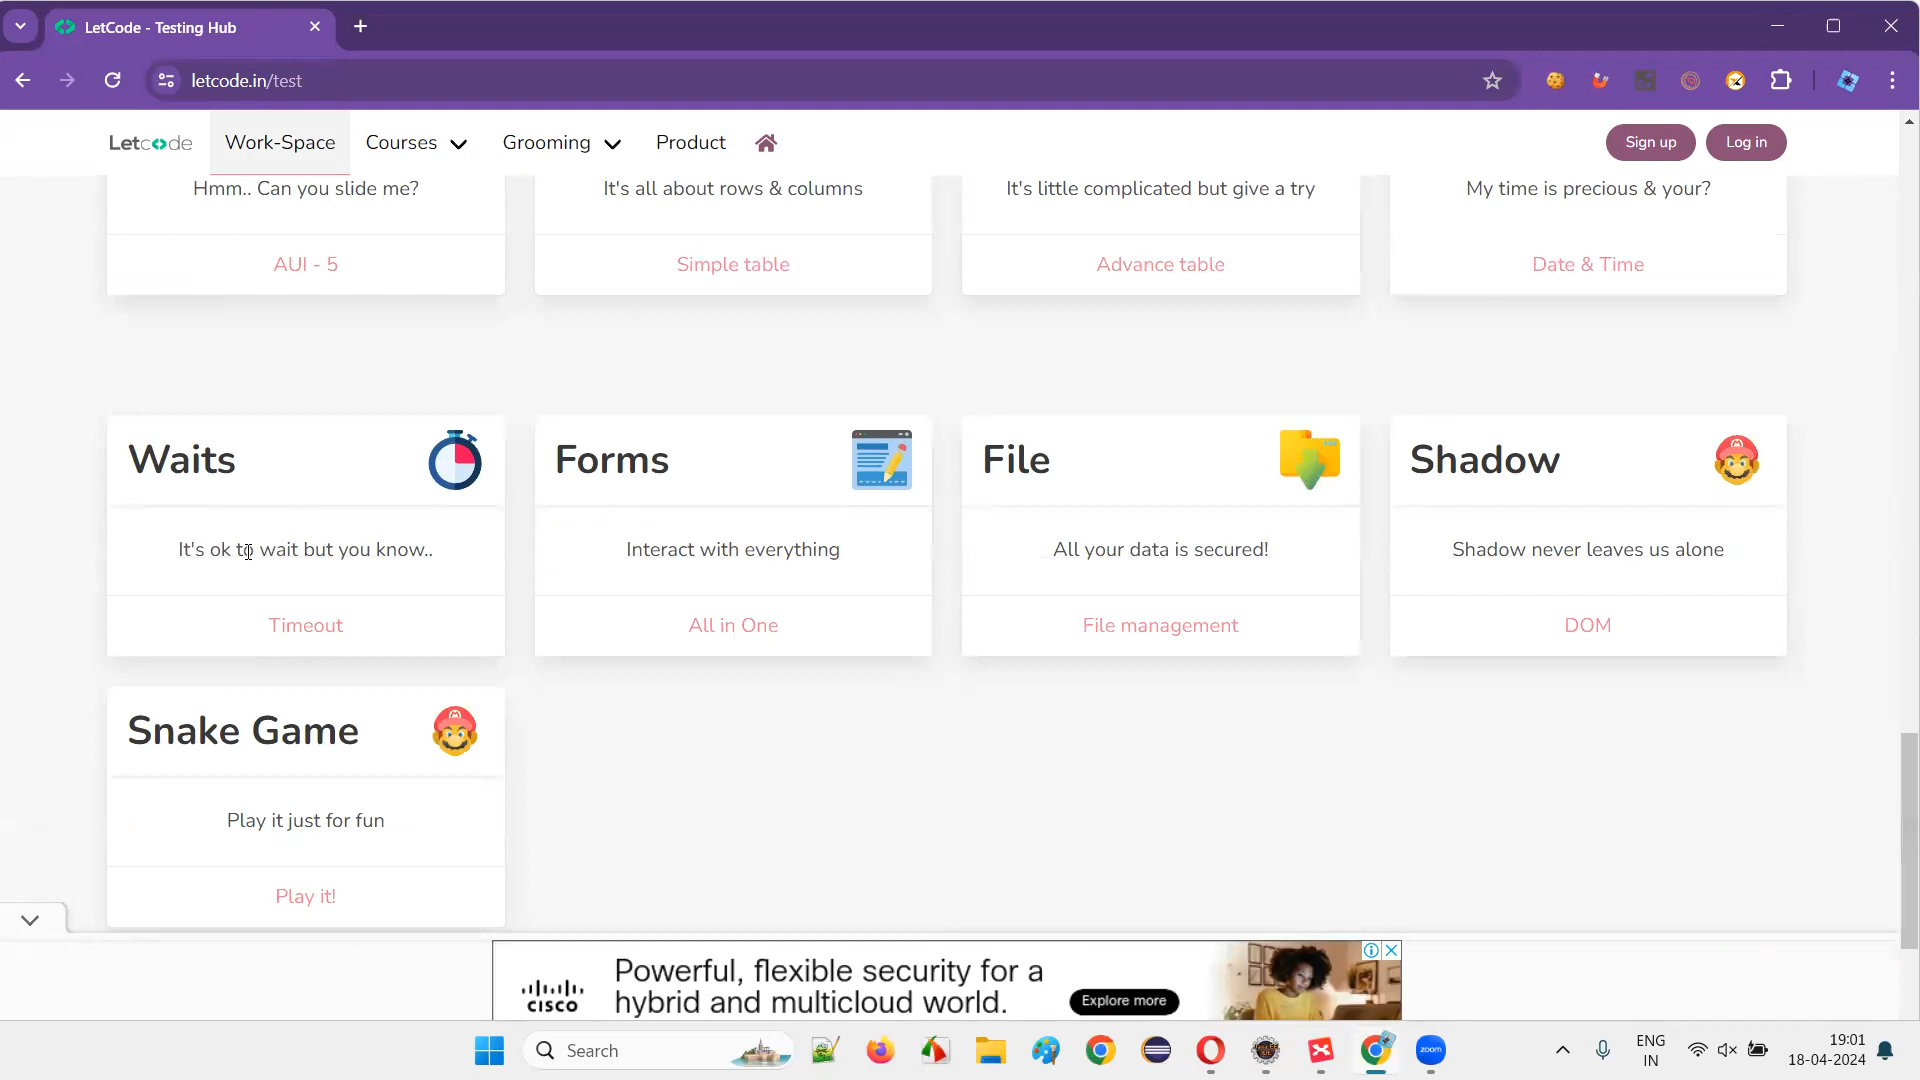 LetCode - Testing Hub
letcode.in/test
Letcode
Work-Space
Courses
Grooming
Product
Sign up
Log in
Hmm.. Can you slide me?
It's all about rows & columns
It's little complicated but give a try
My time is precious & your?
AUI - 5
Simple table
Advance table
Date & Time
Waits
Forms
File
Shadow
It's ok to wait but you know..
Interact with everything
All your data is secured!
Shadow never leaves us alone
Timeout
All in One
File management
DOM
Snake Game
Play it just for fun
Play it!
CISCO
Powerful, flexible security for a
hybrid and multicloud world.
Explore more
Search
zoom
ENG
IN
19:01
18-04-2024